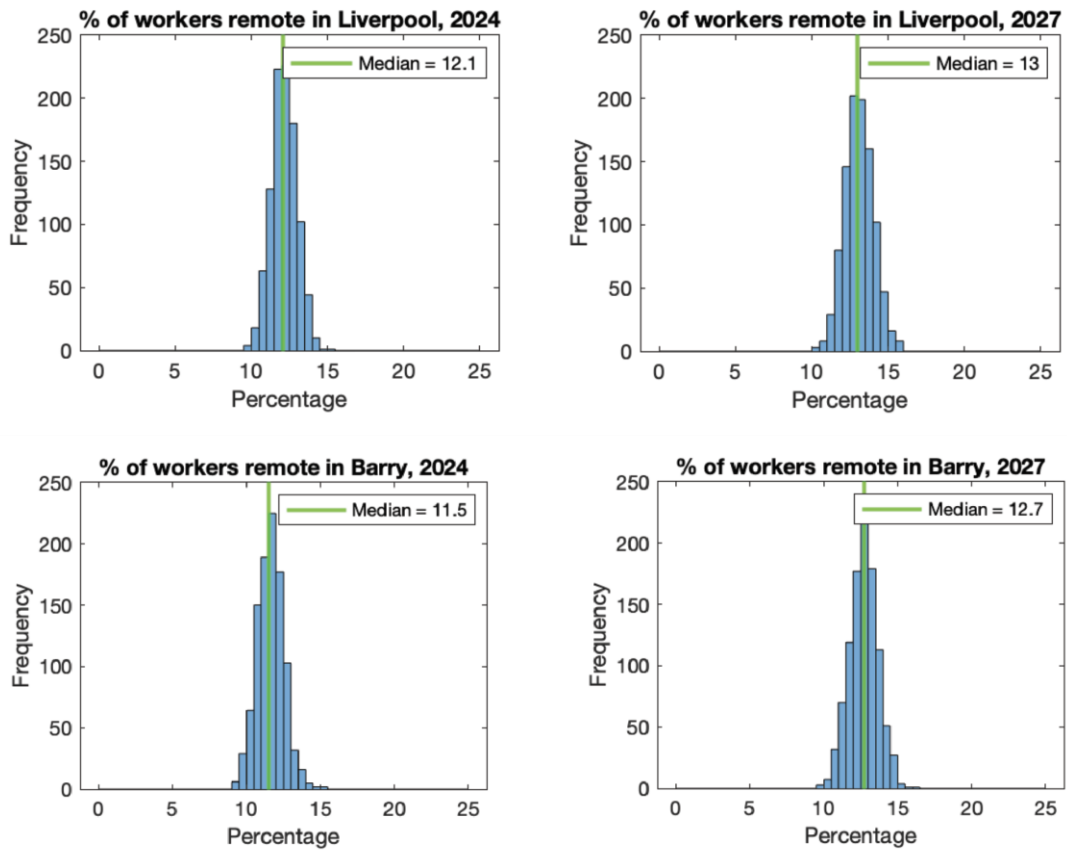 % of workers remote in Liverpool, 2024
250
200
150
100
50
0
Frequency
Median = 12.1
0 5 10 15 20 25
Percentage
% of workers remote in Liverpool, 2027
250
200
150
100
50
0
Frequency
Median = 13
0 5 10 15 20 25
Percentage
% of workers remote in Barry, 2024
250
200
150
100
50
0
Frequency
Median = 11.5
0 5 10 15 20 25
Percentage
% of workers remote in Barry, 2027
250
200
150
100
50
0
Frequency
Median = 12.7
0 5 10 15 20 25
Percentage